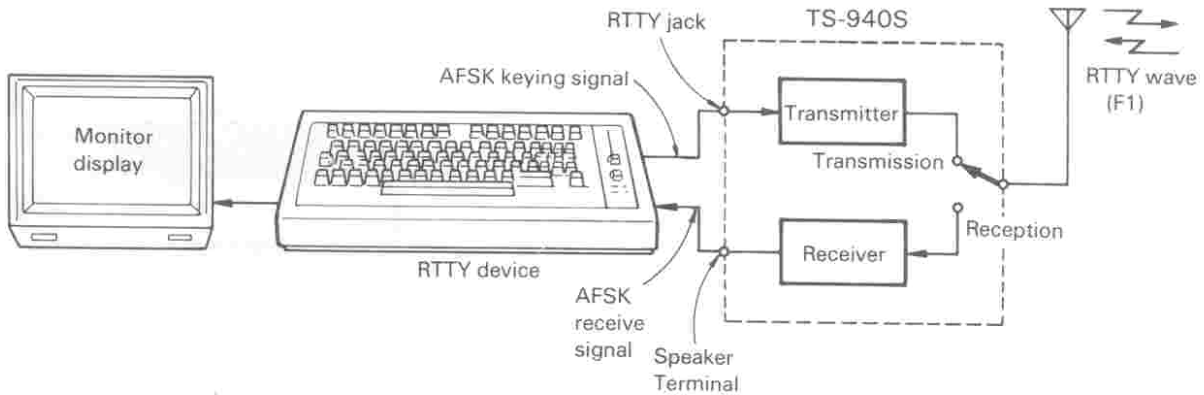 RTTY jack
TS-940S
AFSK keying signal
RTTY wave
(F1)
Monitor
display
Transmitter
Transmission
Reception
Receiver
RTTY device
AFSK
receive
signal
Speaker
Terminal